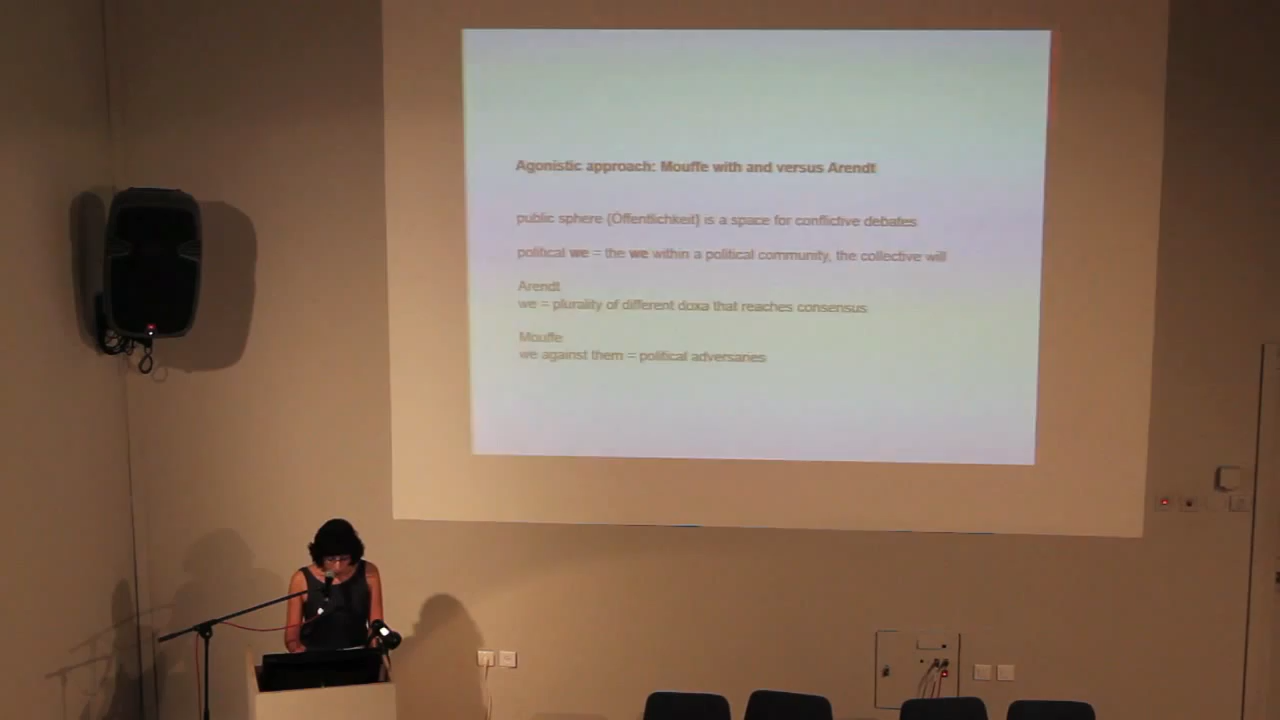 Agonistic approach: Mouffe with and versus Arendt
public sphere (Öffentlichkeit) is a space for conflictive debates
political we = the we within a political community, the collective will
Arendt
we = plurality of different doxa that reaches consensus
Mouffe
we against them = political adversaries